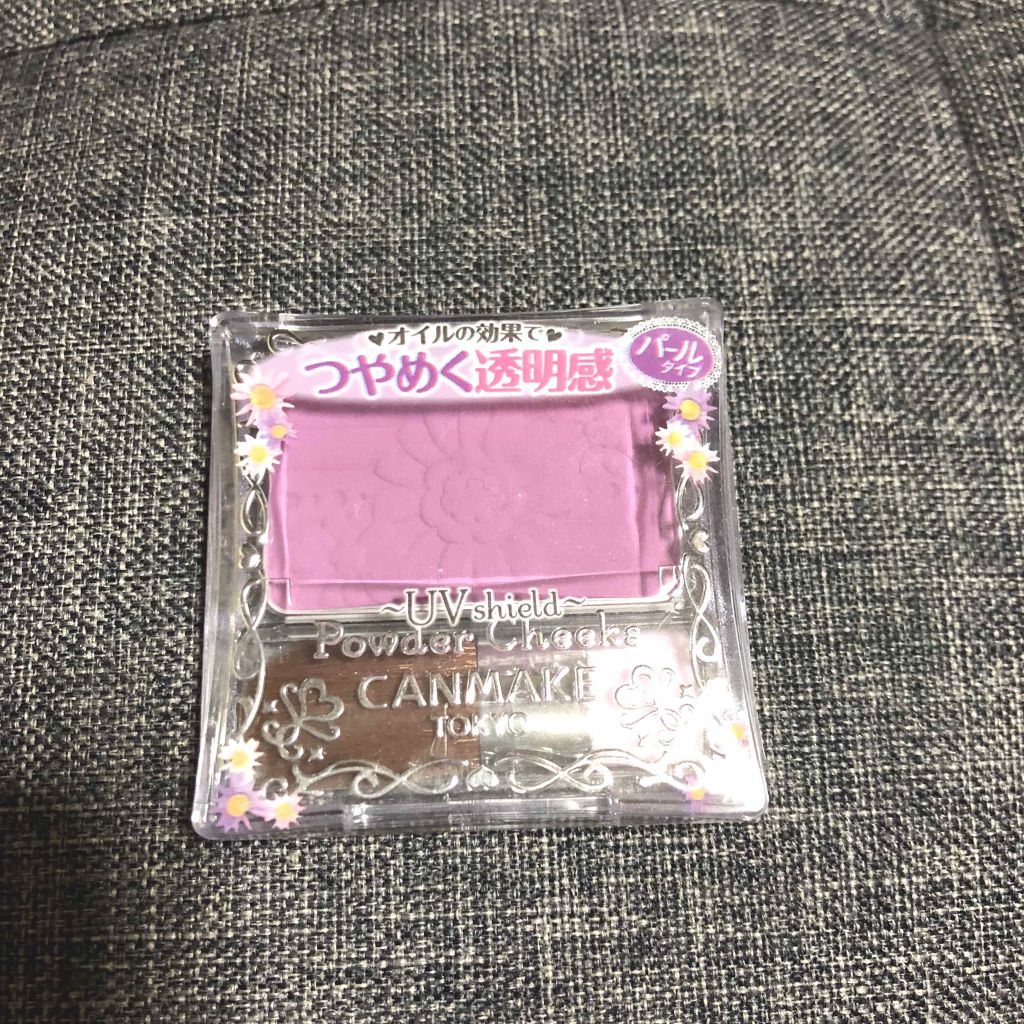 ♥オイルの効果で♥
つやめく透明感
パール
タイプ
~UV shield~
Powder Cheeks
CANMAKE
TOKYO